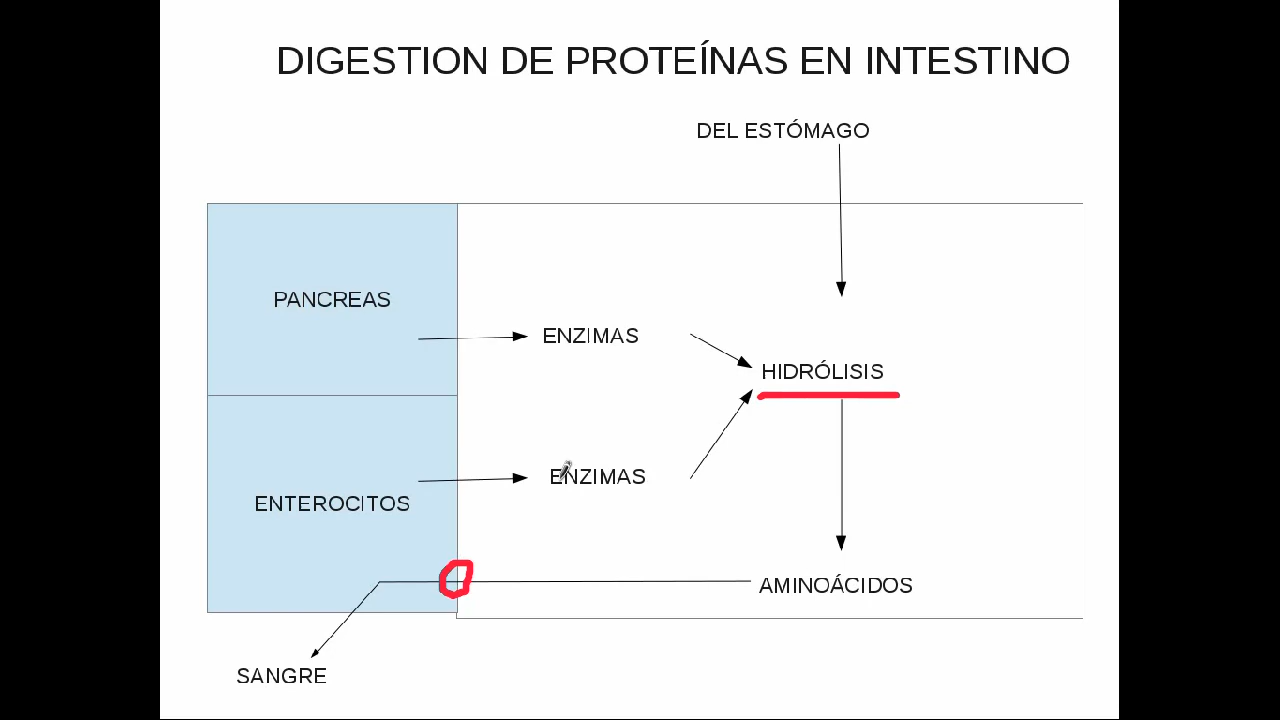 DIGESTION DE PROTEÍNAS EN INTESTINO
DEL ESTÓMAGO
PANCREAS
ENZIMAS
HIDRÓLISIS
ENZIMAS
ENTEROCITOS
AMINOÁCIDOS
SANGRE